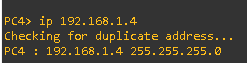 PC4> ip 192.168.1.4
Checking for duplicate address...
PC4 : 192.168.1.4 255.255.255.0